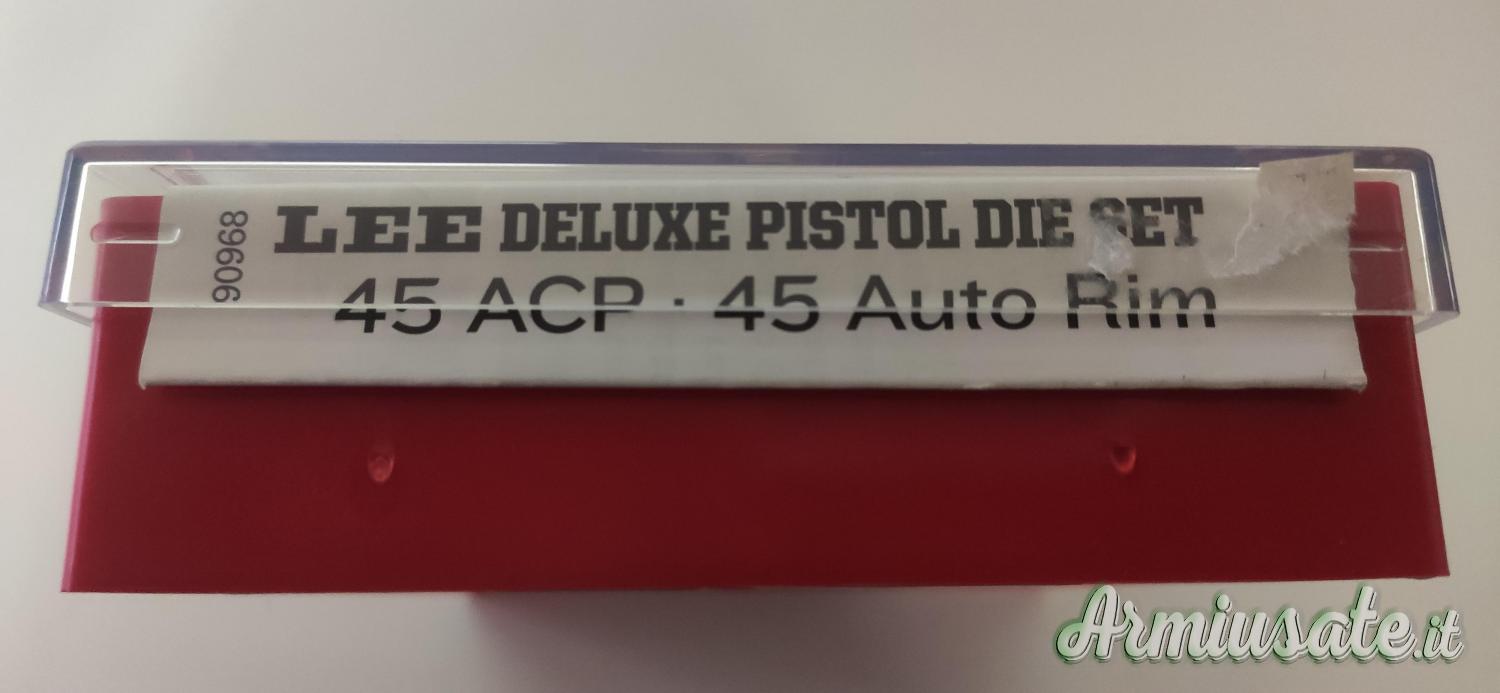 90968
LEE DELUXE PISTOL DIE SET
45 ACP · 45 Auto Rim
Armiusate.it